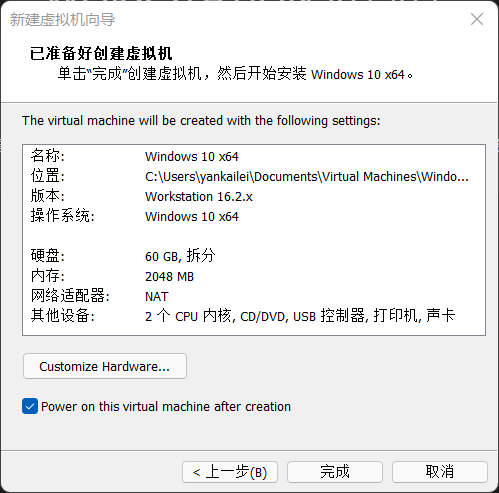 新建虚拟机向导
已准备好创建虚拟机
单击“完成”创建虚拟机，然后开始安装 Windows 10 x64。
The virtual machine will be created with the following settings:
名称: Windows 10 x64
位置: C:\Users\yankailei\Documents\Virtual Machines\Windo...
版本: Workstation 16.2.x
操作系统: Windows 10 x64
硬盘: 60 GB, 拆分
内存: 2048 MB
网络适配器: NAT
其他设备: 2 个 CPU 内核, CD/DVD, USB 控制器, 打印机, 声卡
Customize Hardware...
Power on this virtual machine after creation
< 上一步(B) 完成 取消